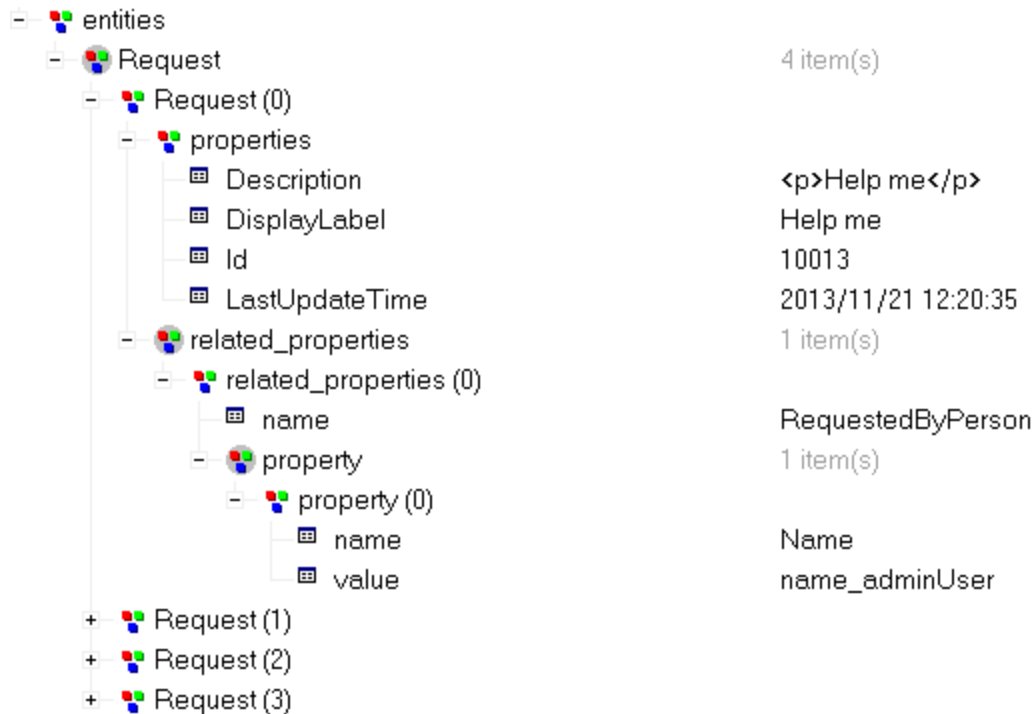 entities
Request 4 item(s)
Request (0)
properties
Description <p>Help me</p>
DisplayLabel Help me
Id 10013
LastUpdateTime 2013/11/21 12:20:35
related_properties 1 item(s)
related_properties (0)
name RequestedByPerson
property 1 item(s)
property (0)
name Name
value name_adminUser
Request (1)
Request (2)
Request (3)